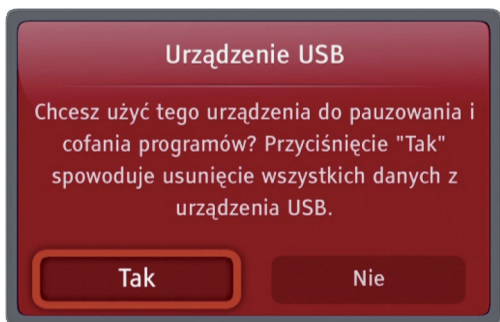 Urządzenie USB
Chcesz użyć tego urządzenia do pauzowania i
cofania programów? Przyciśnięcie "Tak"
spowoduje usunięcie wszystkich danych z
urządzenia USB.
Tak
Nie